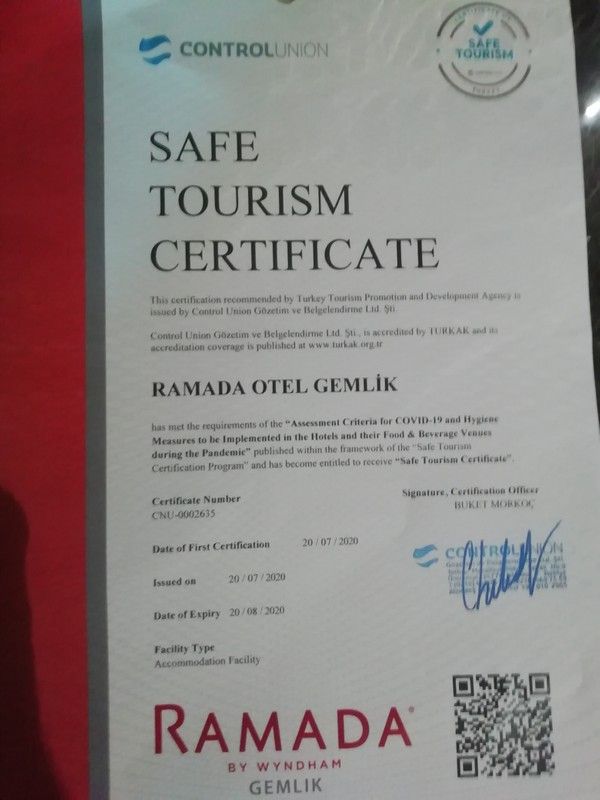 CONTROLUNION
SAFE
TOURISM
SAFE
TOURISM
CERTIFICATE
This certification recommended by Turkey Tourism Promotion and Development Agency is
issued by Control Union Gözetim ve Belgelendirme Ltd. Şti
Control Union Gözetim ve Belgelendirme Ltd. Şti., is accredited by TURKAK and its
accreditation coverage is published at www.turkak.org.tr
RAMADA OTEL GEMLİK
has met the requirements of the "Assessment Criteria for COVID-19 and Hygiene
Measures to be Implemented in the Hotels and their Food & Beverage Venues
during the Pandemic" published within the framework of the "Safe Tourism
Certification Program" and has become entitled to receive "Safe Tourism Certificate".
Certificate Number
CNU-0002635
Signature, Certification Officer
BUKET MORKOÇ
Date of First Certification 20 / 07 / 2020
Issued on 20 / 07 / 2020
Date of Expiry 20 / 08 / 2020
CONTROLUNION
Facility Type
Accommodation Facility
RAMADA®
BY WYNDHAM
GEMLIK